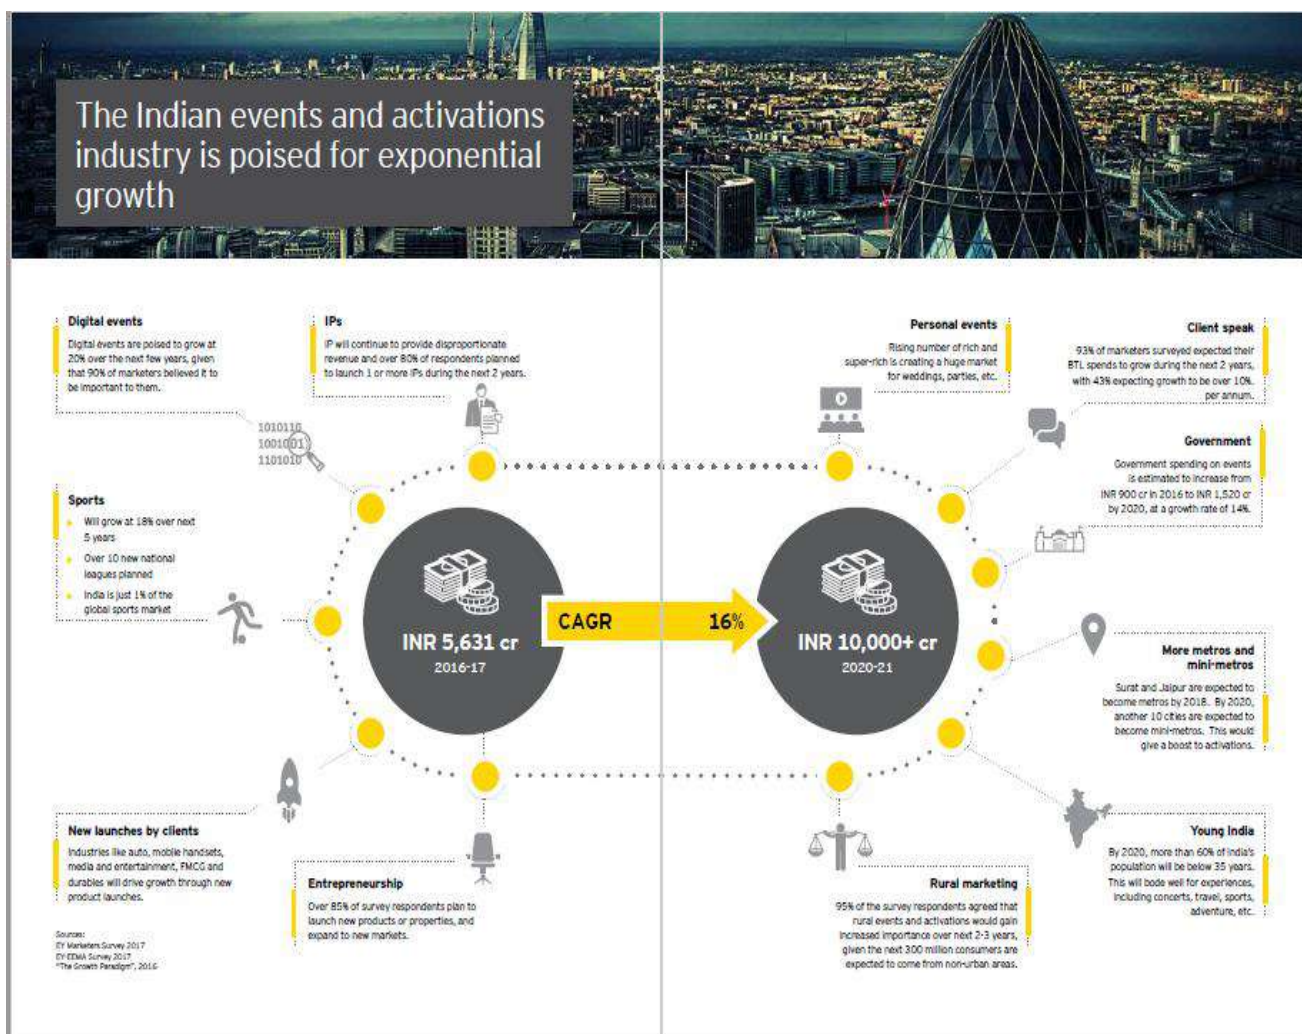 The Indian events and activations
industry is poised for exponential
growth
Digital events
Digital events are poised to grow at
20% over the next few years, given
that 90% of marketers believed it to
be important to them.
IPs
IP will continue to provide disproportionate
revenue and over 80% of respondents planned
to launch 1 or more IPs during the next 2 years.
Personal events
Rising number of rich and
super-rich is creating a huge market
for weddings, parties, etc.
Client speak
93% of marketers surveyed expected their
BTL spends to grow during the next 2 years,
with 43% expecting growth to be over 10%.
per annum.
1010110
1001001
1101010
Government
Government spending on events
is estimated to increase from
INR 900 cr in 2016 to INR 1,520 cr
by 2020, at a growth rate of 14%.
Sports
Will grow at 18% over next
5 years
Over 10 new national
leagues planned
India is just 1% of the
global sports market
INR 5,631 cr
2016-17
CAGR 16%
INR 10,000+ cr
2020-21
More metros and
mini-metros
Surat and Jaipur are expected to
become metros by 2018. By 2020,
another 10 cities are expected to
become mini-metros. This would
give a boost to activations.
New launches by clients
Industries like auto, mobile handsets,
media and entertainment, FMCG and
durables will drive growth through new
product launches.
Entrepreneurship
Over 85% of survey respondents plan to
launch new products or properties, and
expand to new markets.
Rural marketing
95% of the survey respondents agreed that
rural events and activations would gain
increased importance over next 2-3 years,
given the next 300 million consumers are
expected to come from non-urban areas.
Young India
By 2020, more than 60% of India's
population will be below 35 years.
This will bode well for experiences,
including concerts, travel, sports,
adventure, etc.
Sources:
EY Marketers Survey 2017
EY-EEMA Survey 2017
"The Growth Paradigm", 2016